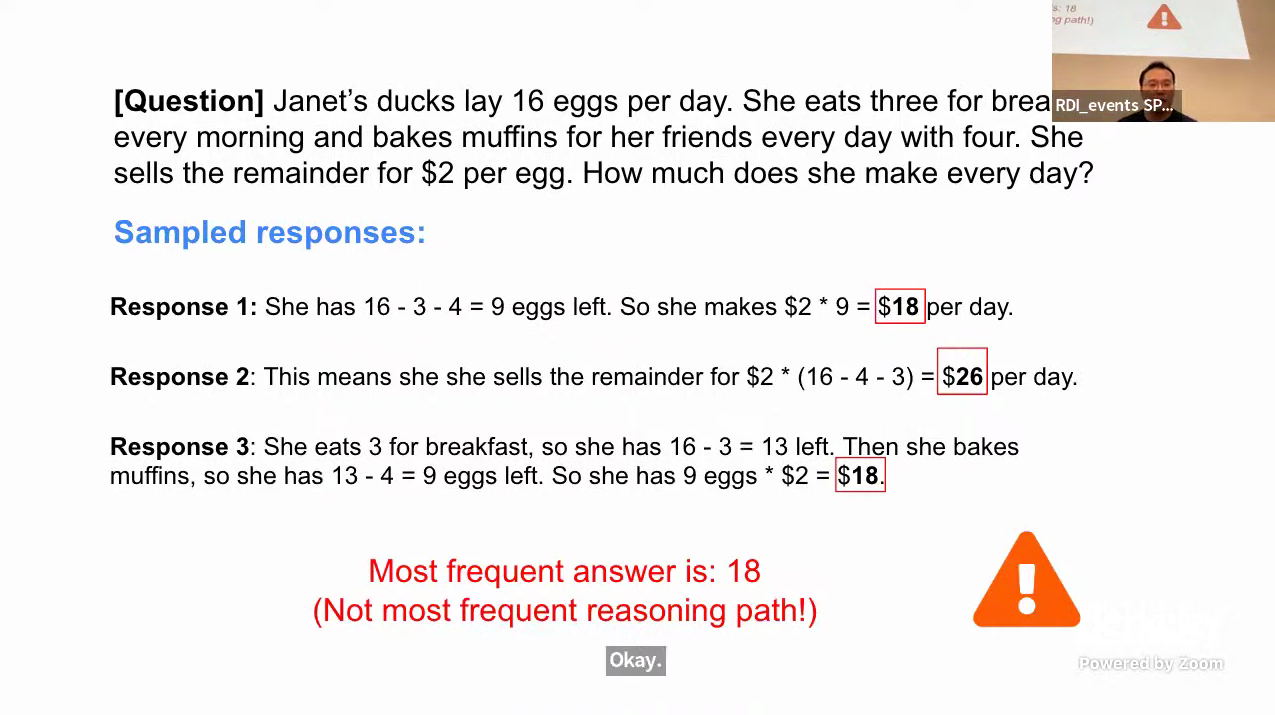 s: 18
ng path!)
RDI_events SP...
[Question] Janet's ducks lay 16 eggs per day. She eats three for brea
every morning and bakes muffins for her friends every day with four. She
sells the remainder for $2 per egg. How much does she make every day?
Sampled responses:
Response 1: She has 16 - 3 - 4 = 9 eggs left. So she makes $2 * 9 = $18 per day.
Response 2: This means she she sells the remainder for $2 * (16 - 4 - 3) = $26 per day.
Response 3: She eats 3 for breakfast, so she has 16 - 3 = 13 left. Then she bakes
muffins, so she has 13 - 4 = 9 eggs left. So she has 9 eggs * $2 = $18.
Most frequent answer is: 18
(Not most frequent reasoning path!)
Okay.
Powered by Zoom